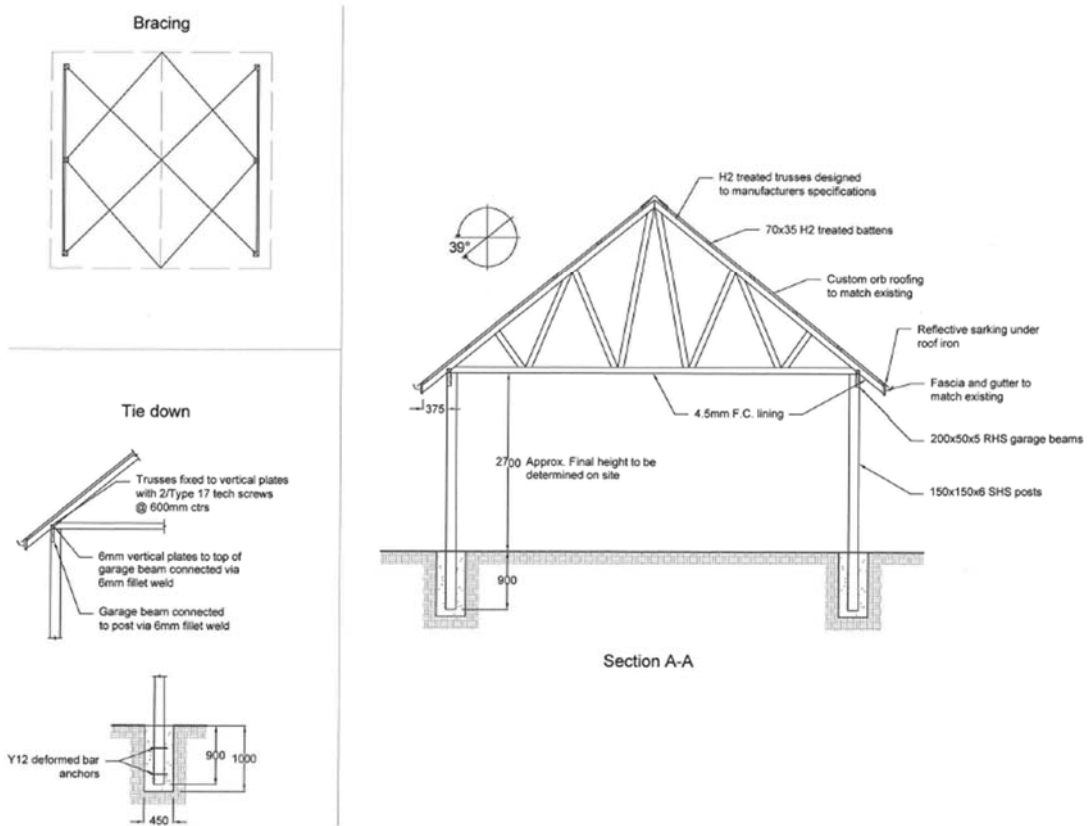 Bracing
H2 treated trusses designed
to manufacturers specifications
70x35 H2 treated battens
39°
Custom orb roofing
to match existing
Reflective sarking under
roof iron
Fascia and gutter to
match existing
375
4.5mm F.C. lining
200x50x5 RHS garage beams
2700 Approx. Final height to be
determined on site
150x150x6 SHS posts
900
Section A-A
Tie down
Trusses fixed to vertical plates
with 2/Type 17 tech screws
@ 600mm ctrs
6mm vertical plates to top of
garage beam connected via
6mm fillet weld
Garage beam connected
to post via 6mm fillet weld
Y12 deformed bar
anchors
900
1000
450